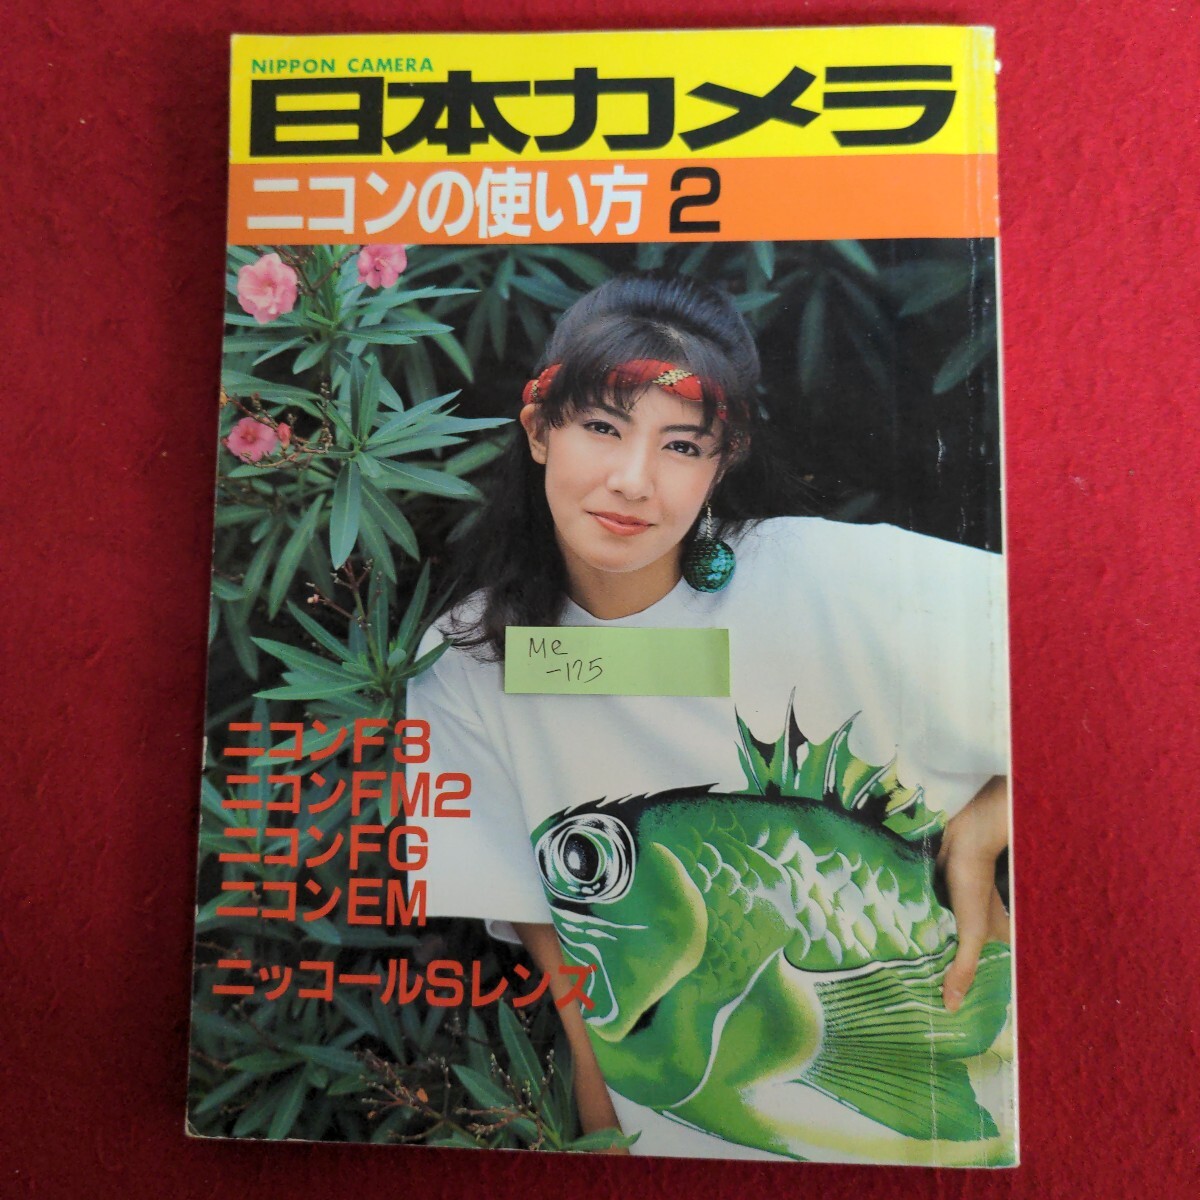 NIPPON CAMERA
日本カメラ
ニコンの使い方 2
Me
-175
ニコンF3
ニコンFM2
ニコンFG
ニコンEM
ニッコールSレンズ